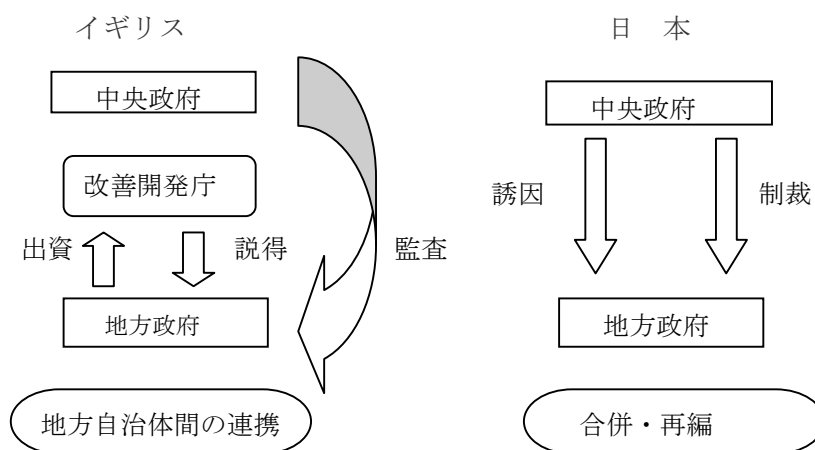 イギリス
中央政府
改善開発庁
出資
説得
監査
地方政府
地方自治体間の連携
日 本
中央政府
誘因
制裁
地方政府
合併・再編